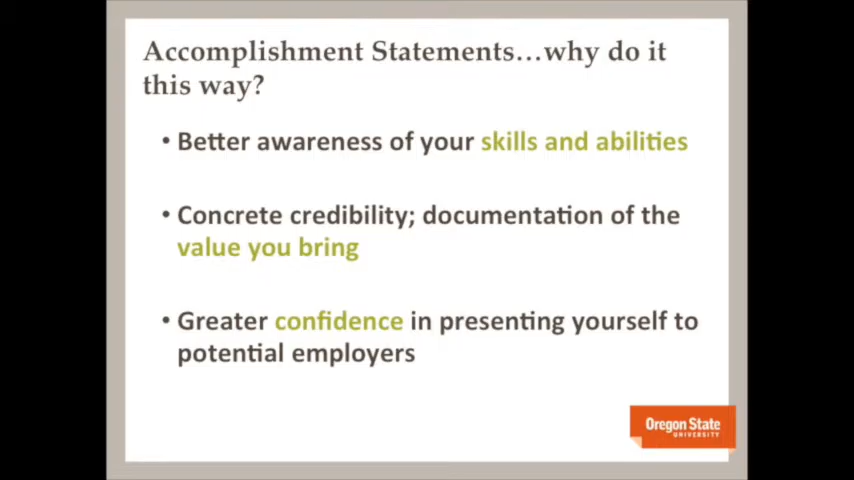 Accomplishment Statements...why do it
this way?
• Better awareness of your skills and abilities
• Concrete credibility; documentation of the
value you bring
• Greater confidence in presenting yourself to
potential employers
Oregon State
UNIVERSITY